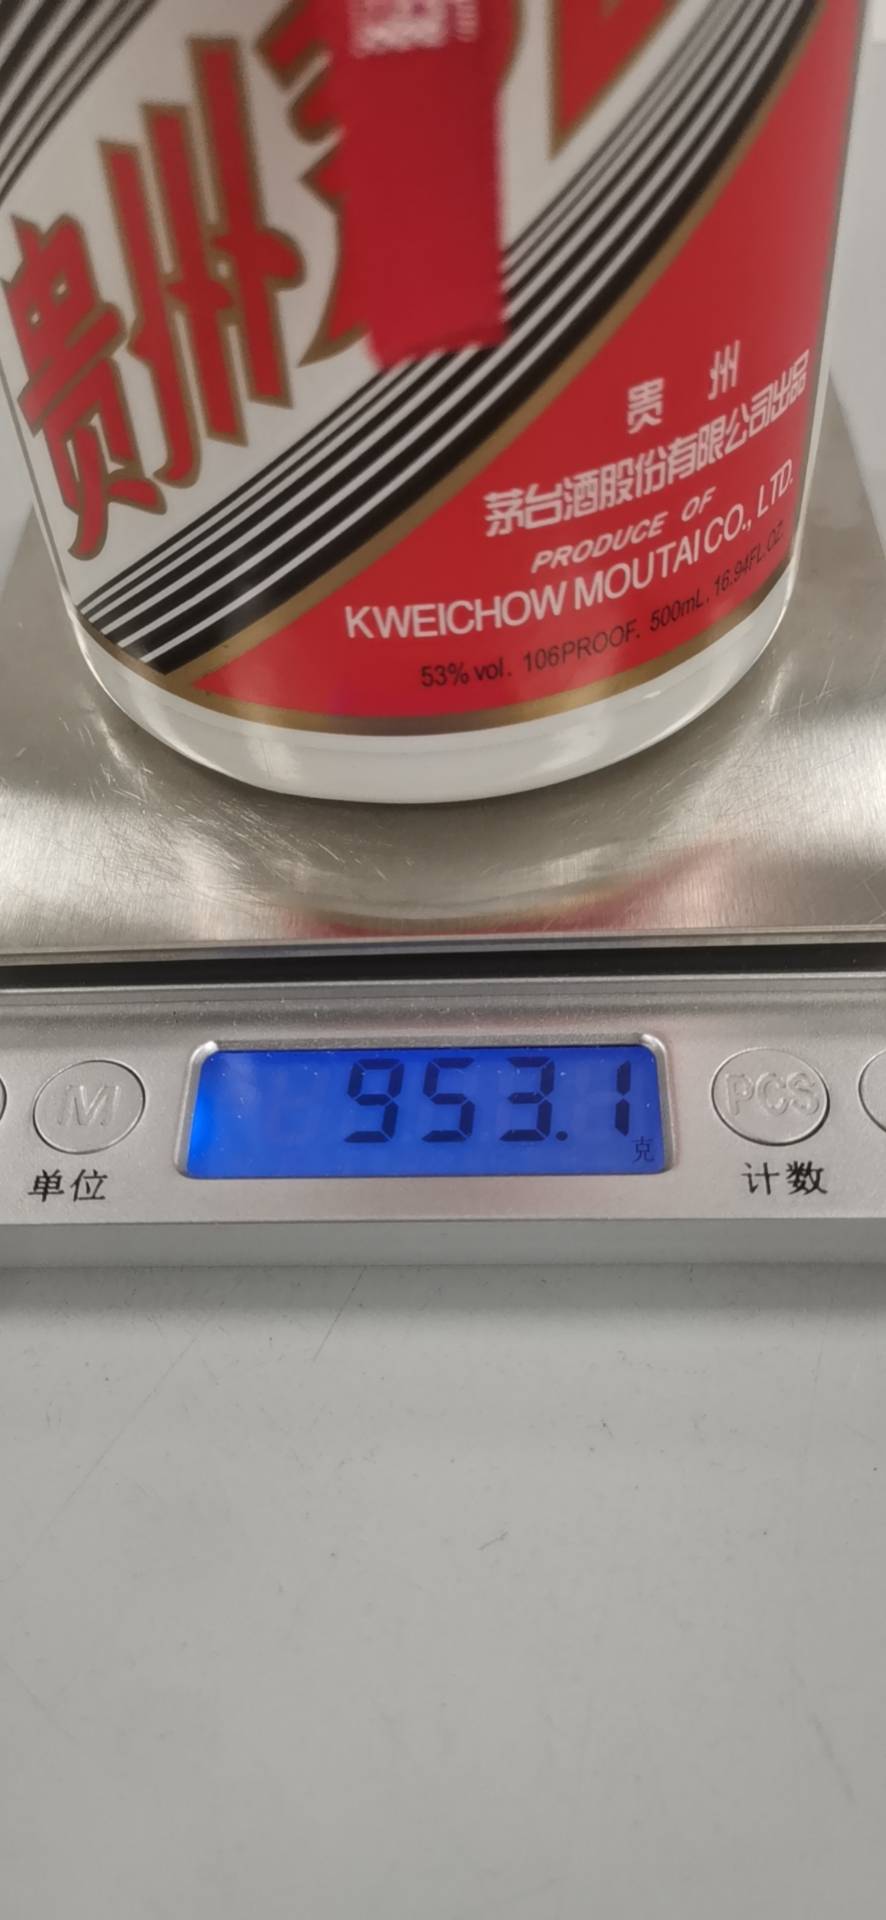 贵州
贵 州
茅台酒股份有限公司出品
PRODUCE OF
KWEICHOW MOUTAI CO., LTD.
53% vol. 106PROOF. 500mL. 16.94FL.OZ.
953.1
克
M
PCS
单位
计数